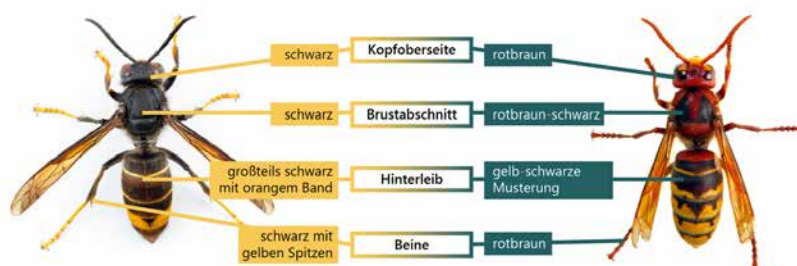 schwarz Kopfoberseite rotbraun
schwarz Brustabschnitt rotbraun-schwarz
großteils schwarz
mit orangem Band
Hinterleib
gelb-schwarze
Musterung
schwarz mit
gelben Spitzen
Beine
rotbraun